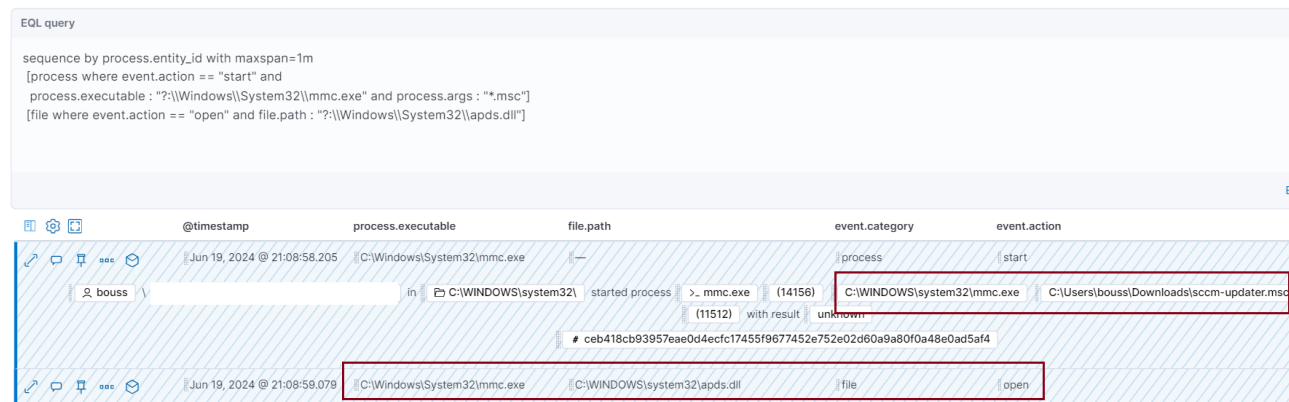 EQL query
sequence by process.entity_id with maxspan=1m
[process where event.action == "start" and
process.executable : "?:\\Windows\\System32\\mmc.exe" and process.args : "*.msc"]
[file where event.action == "open" and file.path : "?:\\Windows\\System32\\apds.dll"]
@timestamp process.executable file.path event.category event.action
Jun 19, 2024 @ 21:08:58.205 C:\Windows\System32\mmc.exe — process start
bouss \ in C:\WINDOWS\system32\ started process >_ mmc.exe (14156) C:\WINDOWS\system32\mmc.exe C:\Users\bouss\Downloads\sccm-updater.msc
(11512) with result unknown
# ceb418cb93957eae0d4ecfc17455f9677452e752e02d60a9a80f0a48e0ad5af4
Jun 19, 2024 @ 21:08:59.079 C:\Windows\System32\mmc.exe C:\WINDOWS\system32\apds.dll file open